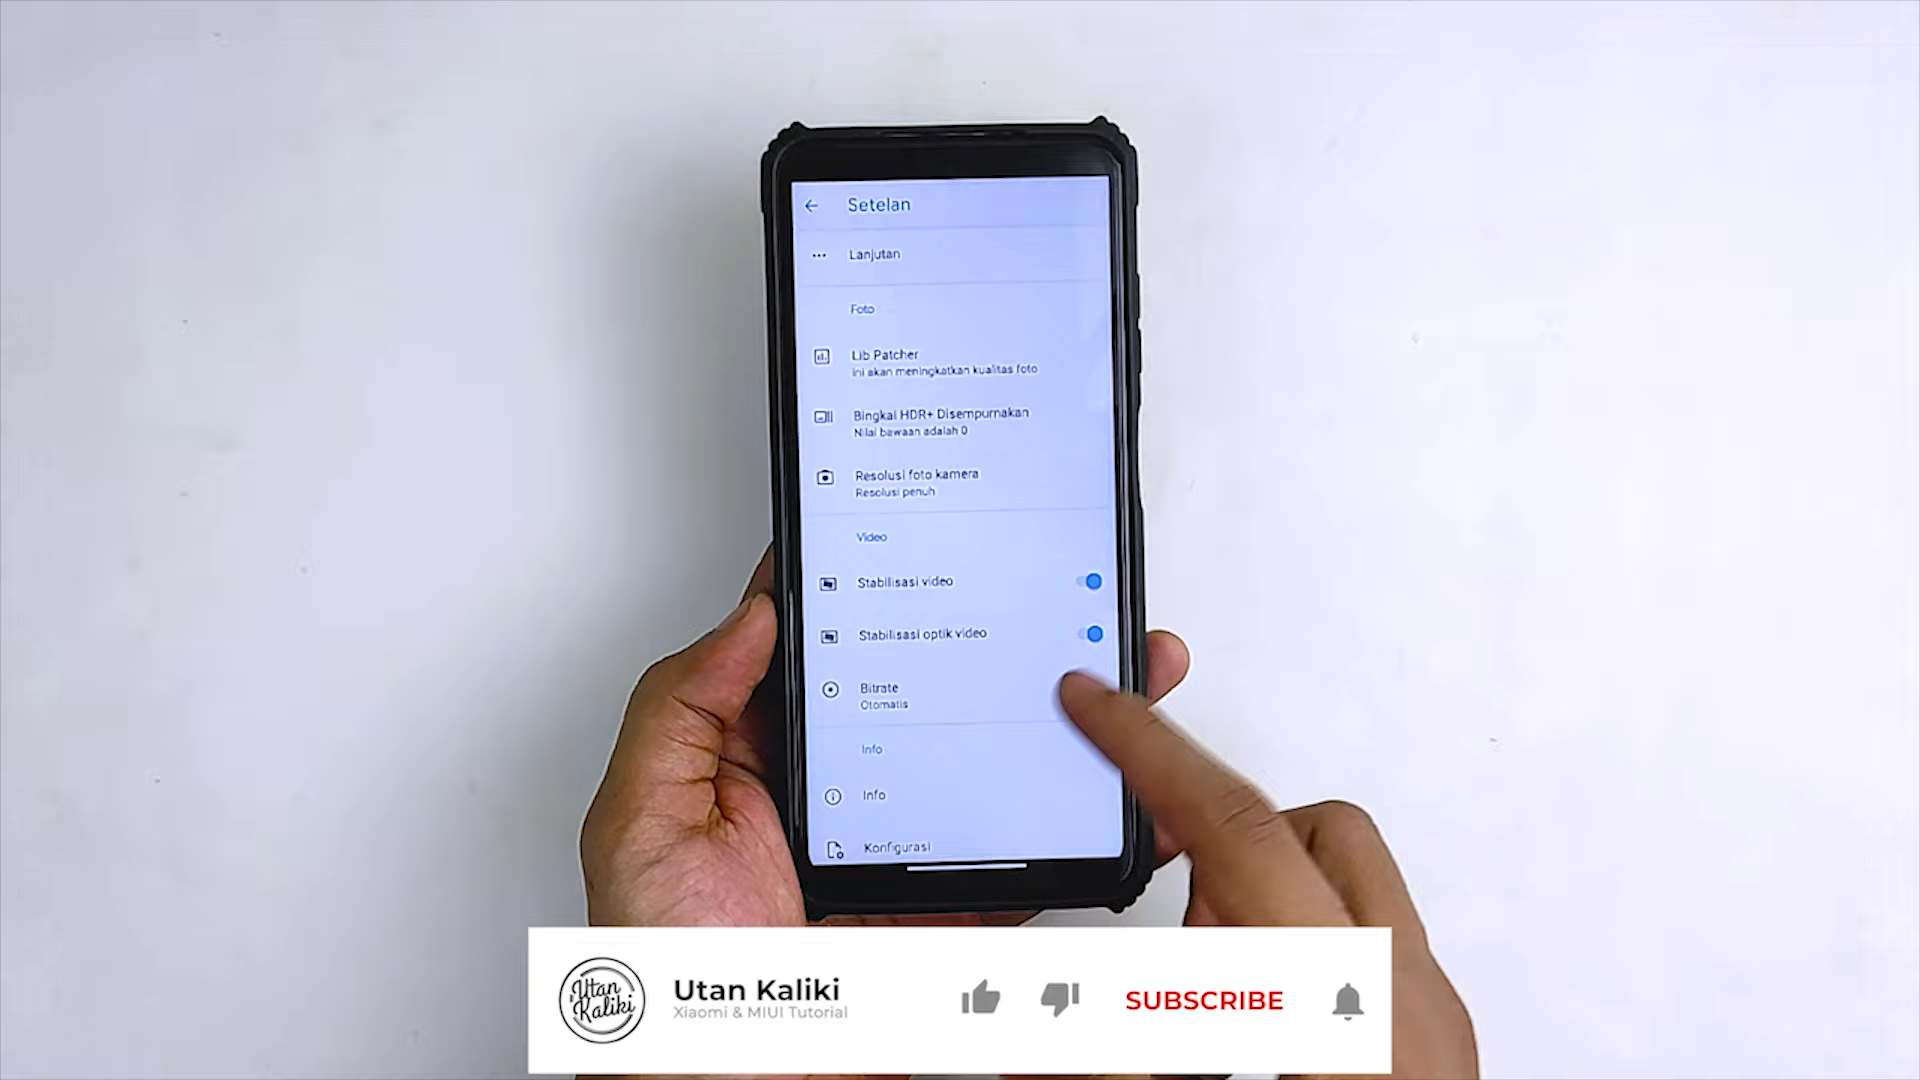 Setelan
Lanjutan
Foto
Lib Patcher
Ini akan meningkatkan kualitas foto
Bingkai HDR+ Disempurnakan
Nilai bawaan adalah 0
Resolusi foto kamera
Resolusi penuh
Video
Stabilisasi video
Stabilisasi optik video
Bitrate
Otomatis
Info
Info
Konfigurasi
Utan
Kaliki
Utan Kaliki
Xiaomi & MIUI Tutorial
SUBSCRIBE